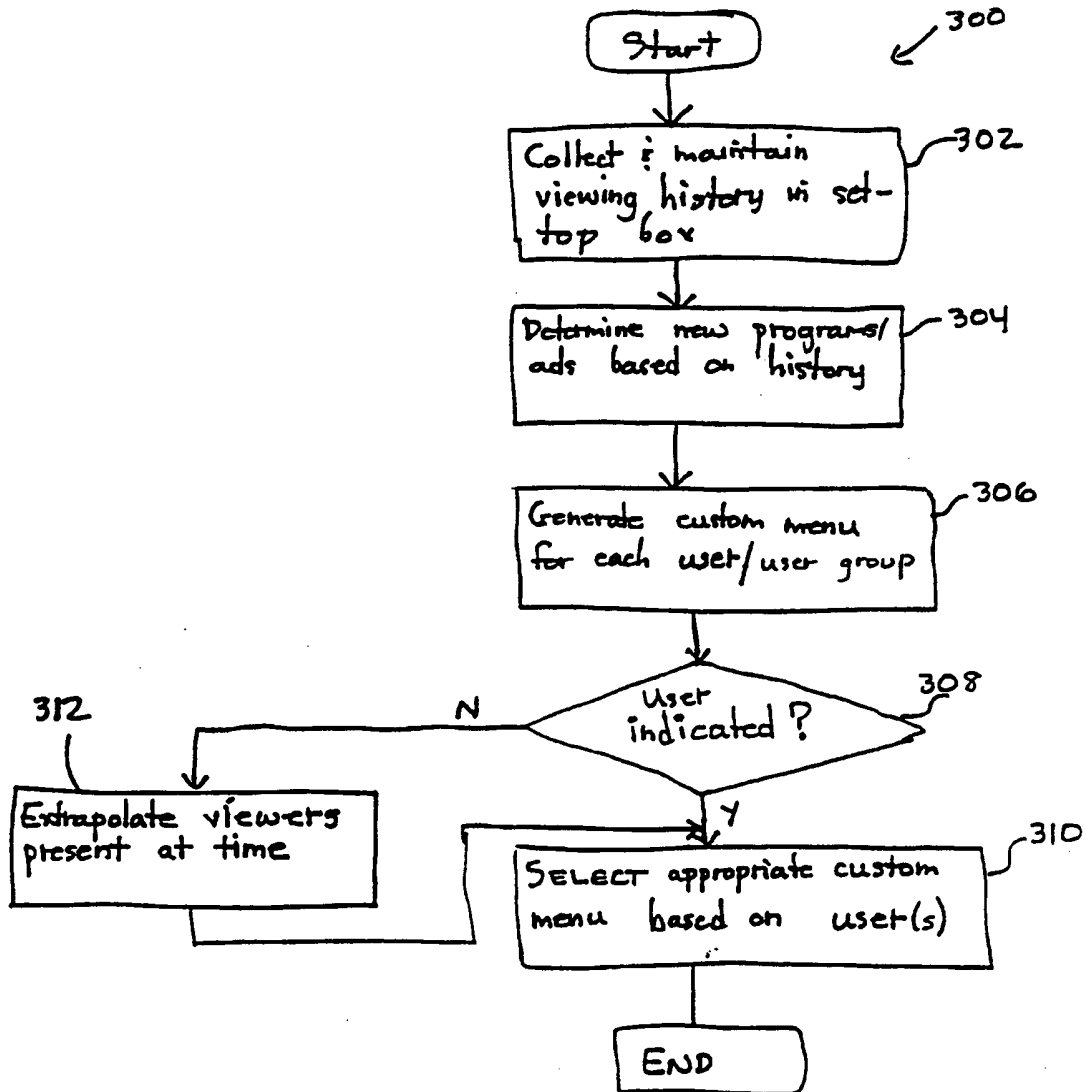 Start
300
Collect & maintain
viewing history in set-
top box
302
Determine new programs/
ads based on history
304
Generate custom menu
for each user/user group
306
User
indicated?
308
N
Y
312
Extrapolate viewers
present at time
SELECT appropriate custom
menu based on user(s)
310
END